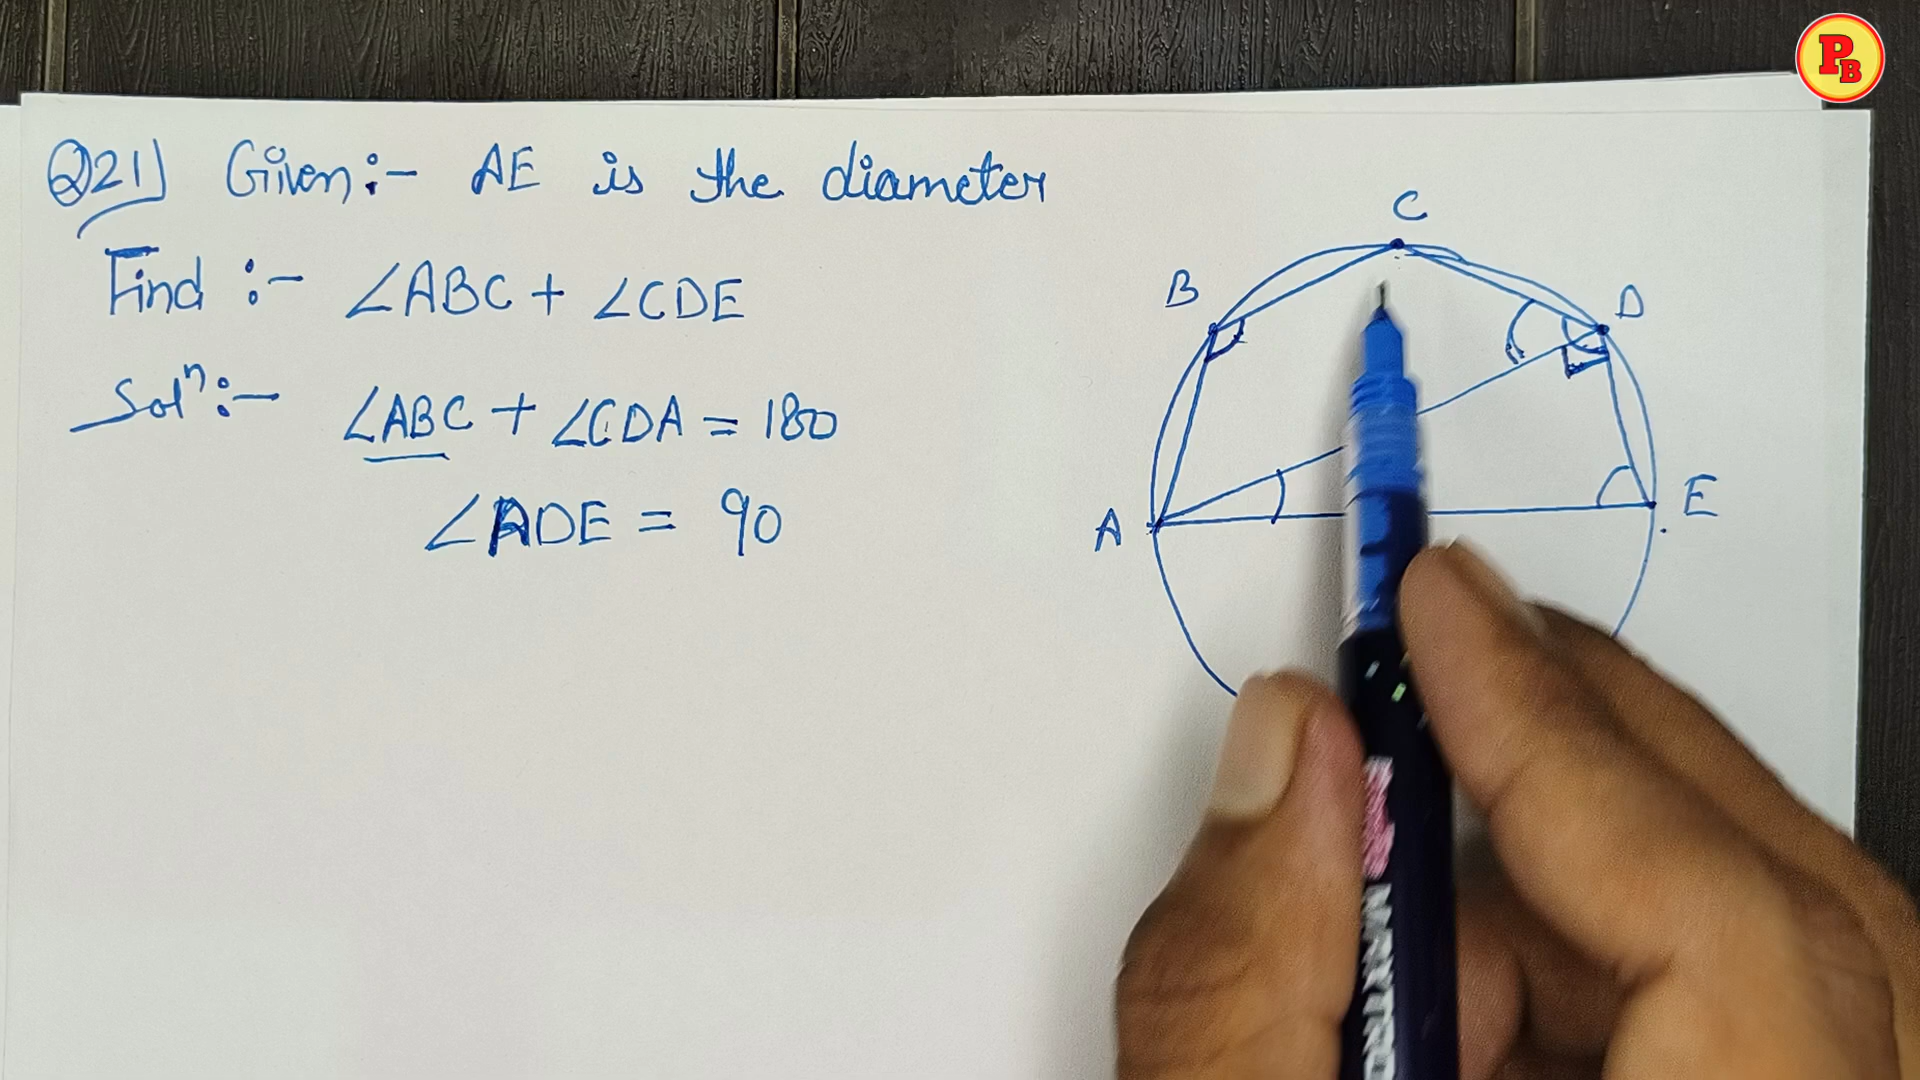 Q21) Given:- AE is the diameter
Find :- ∠ABC + ∠CDE
Solⁿ:- ∠ABC + ∠CDA = 180
∠ADE = 90
C
B
D
A
E
PB